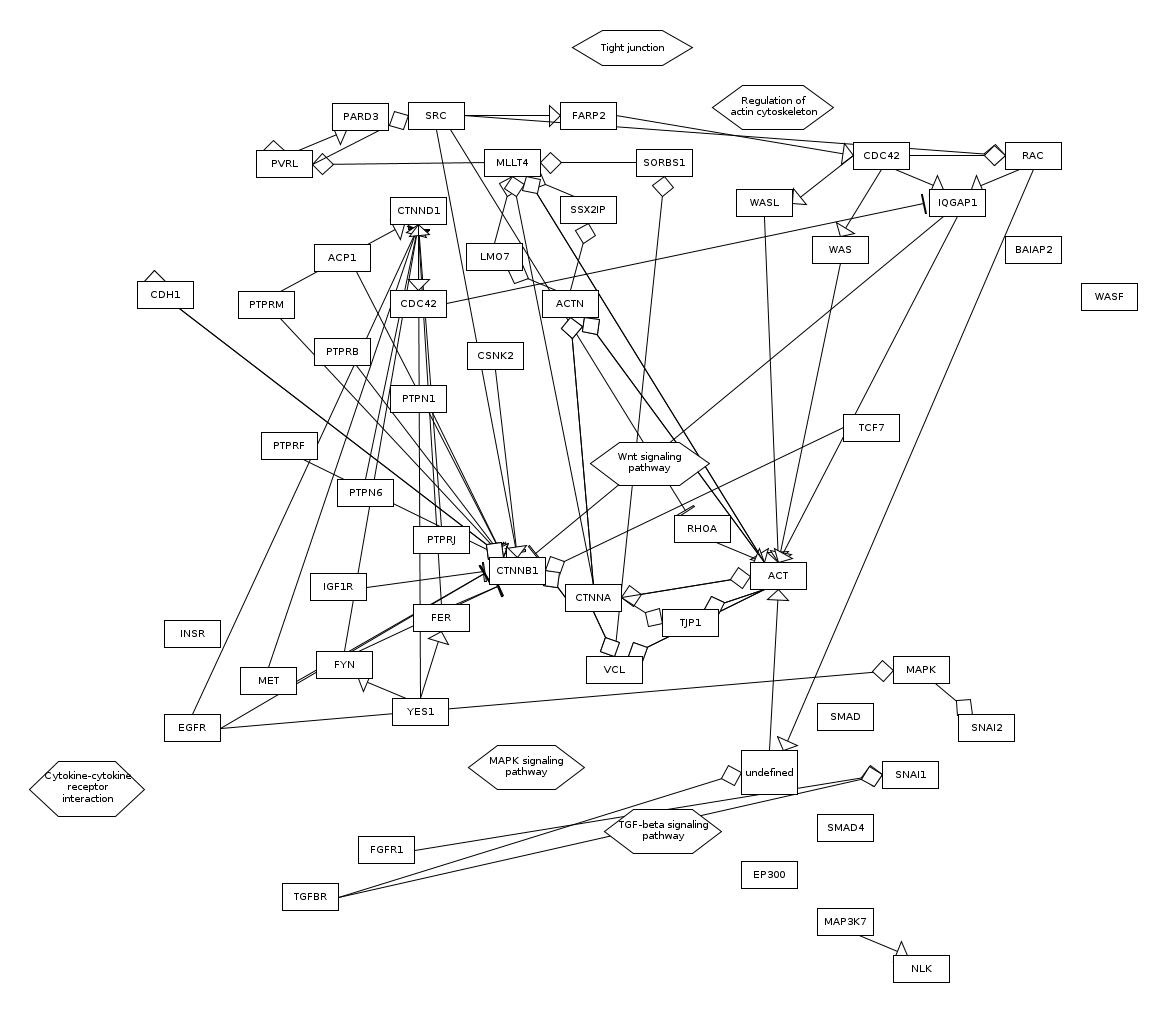 Tight junction
Regulation of
actin cytoskeleton
PARD3
SRC
FARP2
PVRL
MLLT4
SORBS1
CDC42
RAC
CTNND1
SSX2IP
WASL
IQGAP1
ACP1
LMO7
WAS
BAIAP2
CDH1
PTPRM
CDC42
ACTN
WASF
PTPRB
CSNK2
PTPN1
TCF7
PTPRF
Wnt signaling
pathway
PTPN6
PTPRJ
RHOA
CTNNB1
ACT
IGF1R
CTNNA
FER
TJP1
INSR
FYN
VCL
MAPK
MET
YES1
EGFR
SMAD
SNAI2
Cytokine-cytokine
receptor
interaction
MAPK signaling
pathway
undefined
SNAI1
TGF-beta signaling
pathway
SMAD4
FGFR1
EP300
TGFBR
MAP3K7
NLK